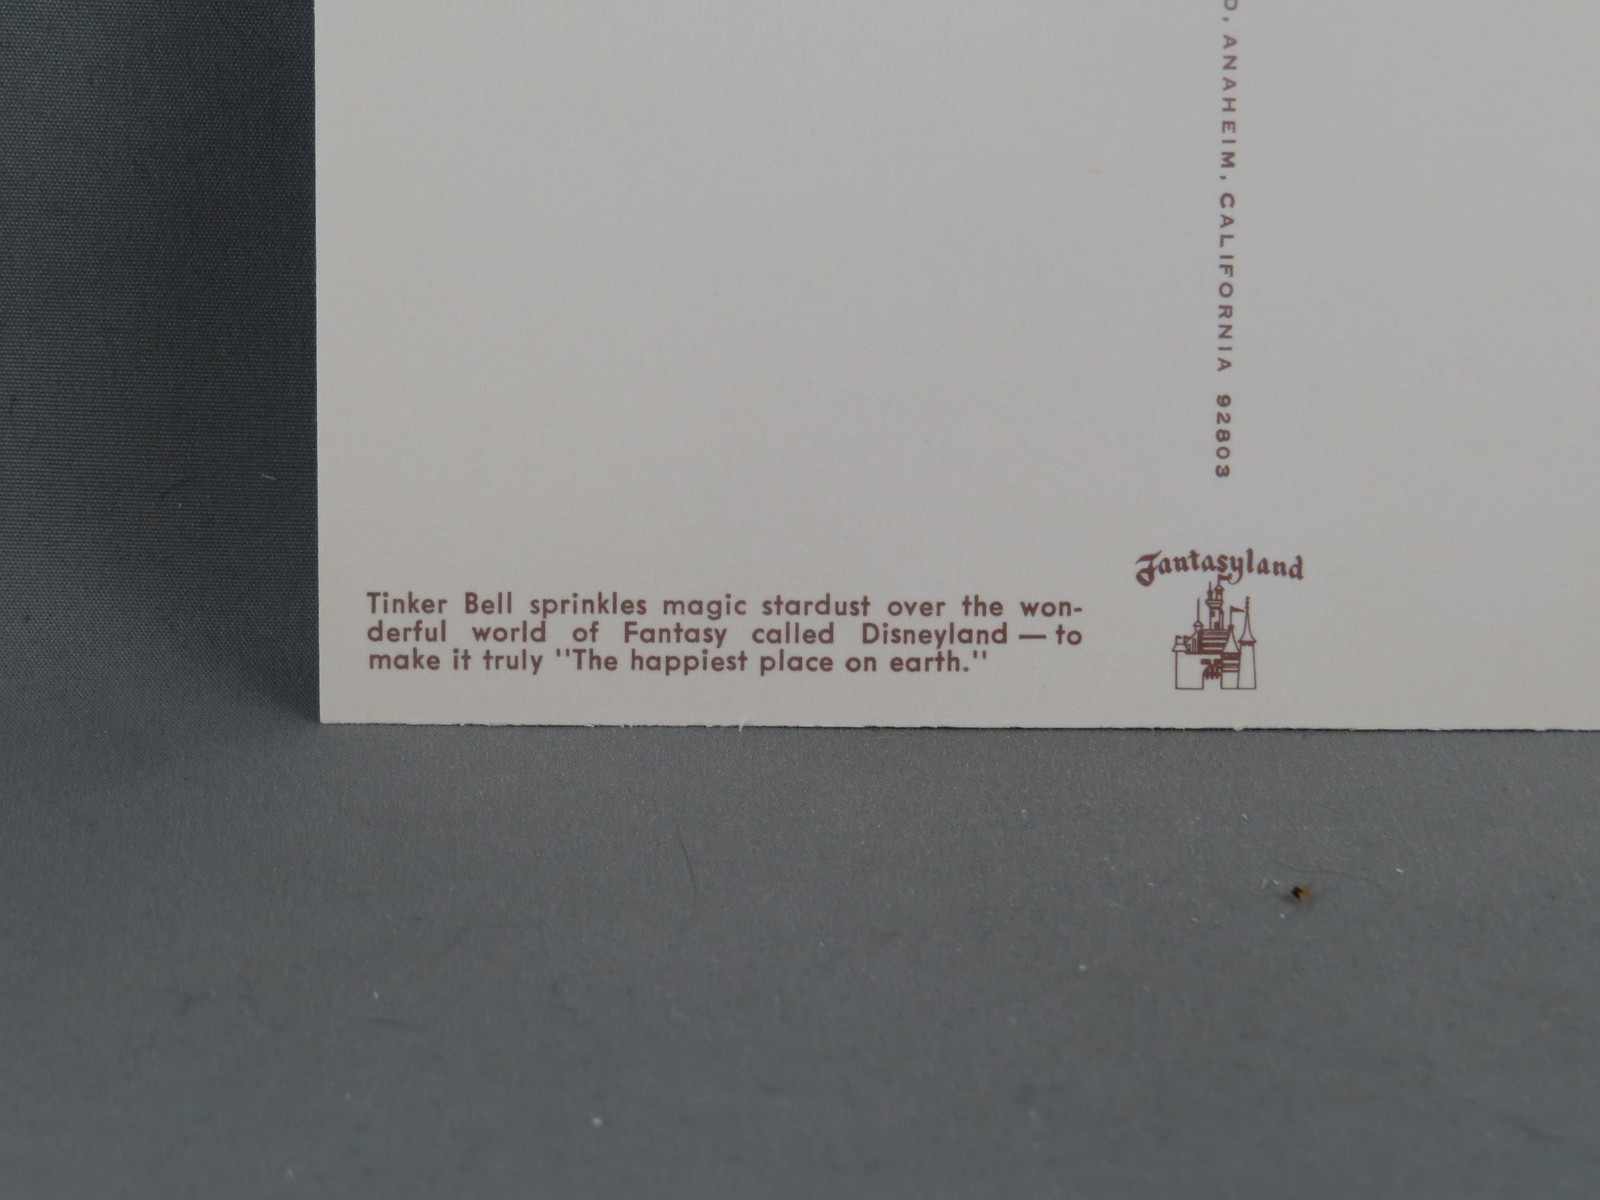 D, ANAHEIM, CALIFORNIA 92803
Fantasyland
Tinker Bell sprinkles magic stardust over the won-
derful world of Fantasy called Disneyland — to
make it truly "The happiest place on earth."